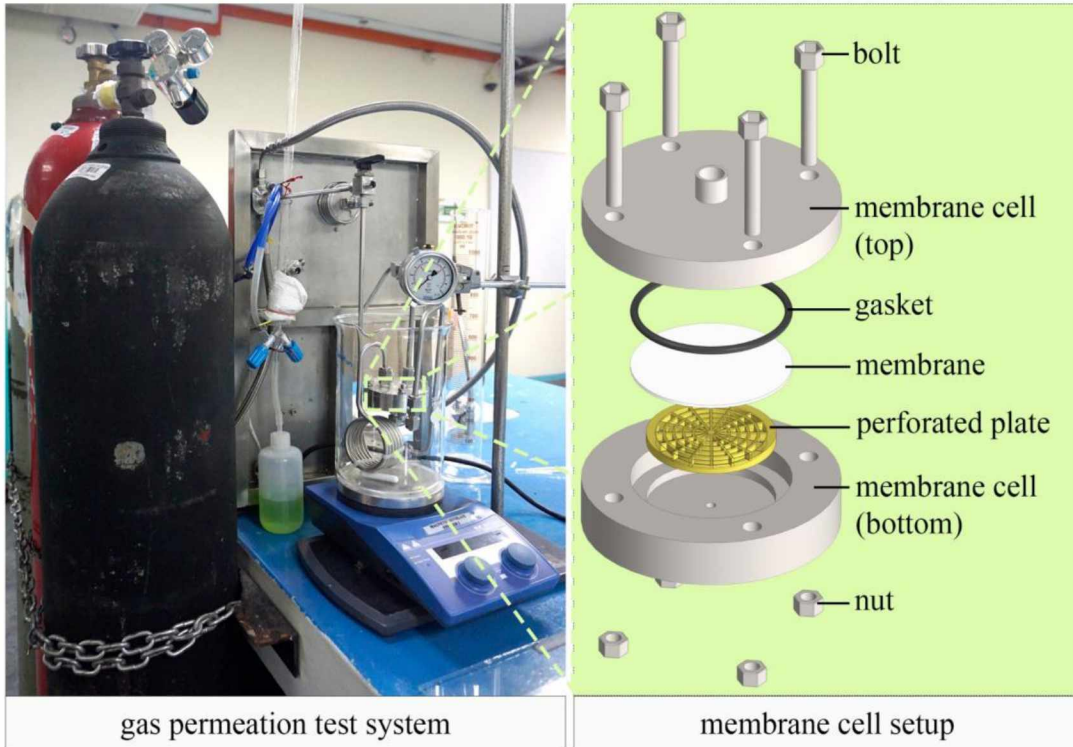 bolt
membrane cell
(top)
gasket
membrane
perforated plate
membrane cell
(bottom)
nut
gas permeation test system
membrane cell setup